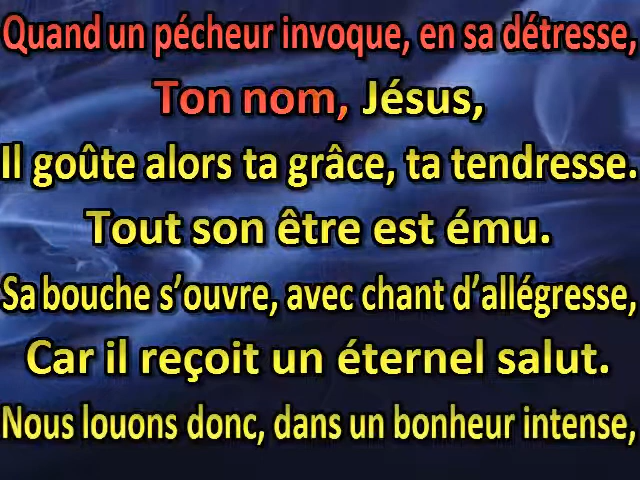 Quand un pécheur invoque, en sa détresse,
Ton nom, Jésus,
Il goûte alors ta grâce, ta tendresse.
Tout son être est ému.
Sa bouche s’ouvre, avec chant d’allégresse,
Car il reçoit un éternel salut.
Nous louons donc, dans un bonheur intense,